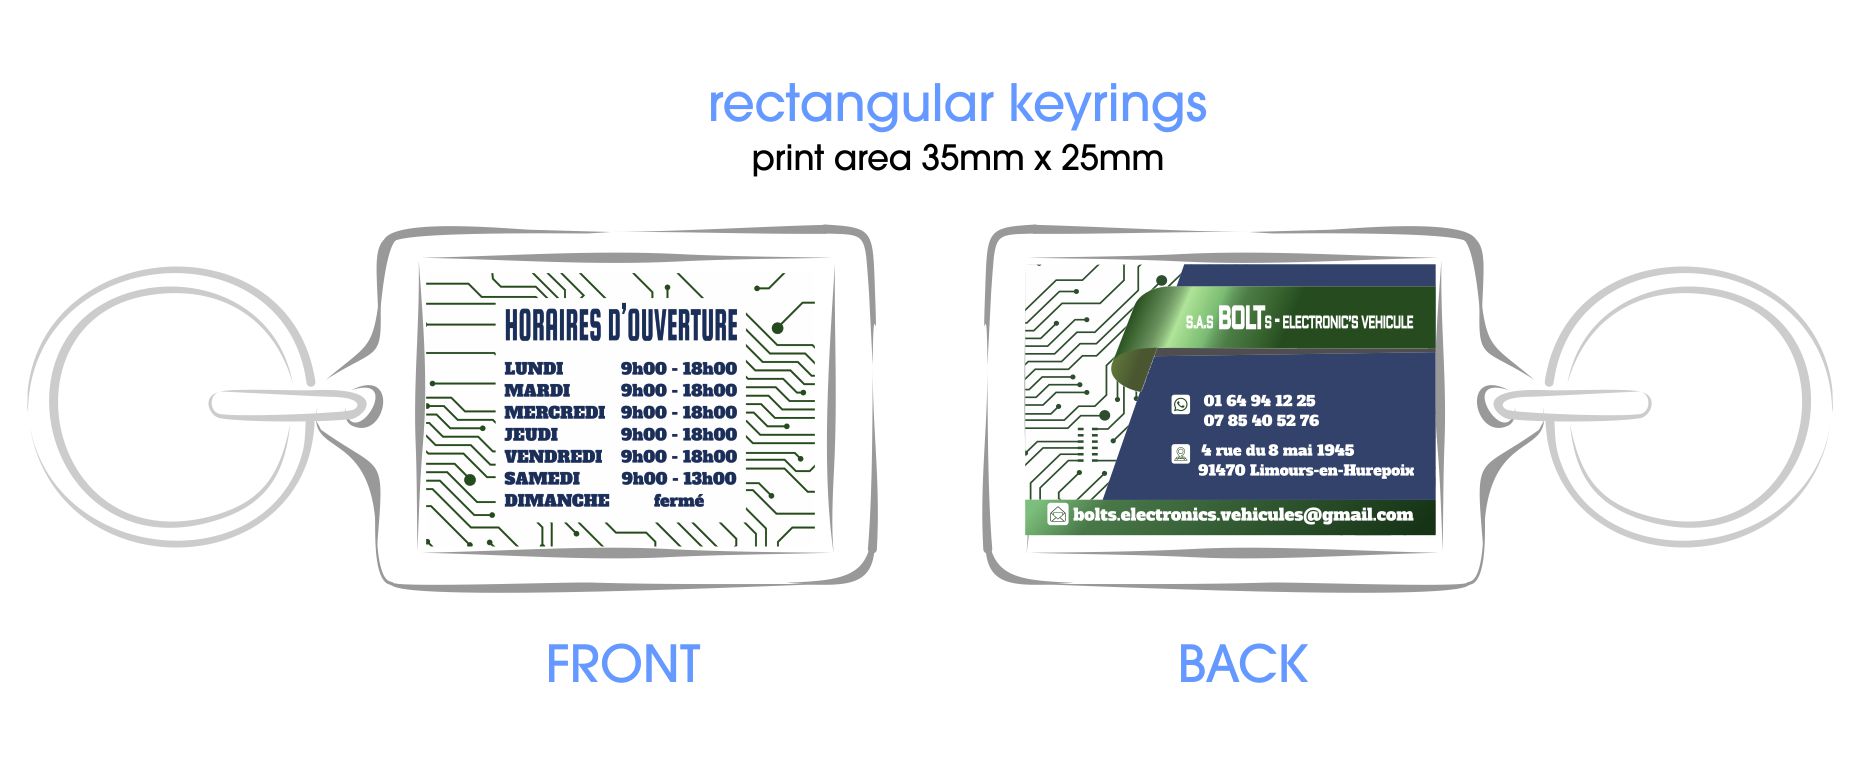 rectangular keyrings
print area 35mm x 25mm
HORAIRES D'OUVERTURE
LUNDI 9h00 - 18h00
MARDI 9h00 - 18h00
MERCREDI 9h00 - 18h00
JEUDI 9h00 - 18h00
VENDREDI 9h00 - 18h00
SAMEDI 9h00 - 13h00
DIMANCHE fermé
S.A.S BOLTs - ELECTRONIC'S VEHICULE
01 64 94 12 25
07 85 40 52 76
4 rue du 8 mai 1945
91470 Limours-en-Hurepoix
bolts.electronics.vehicules@gmail.com
FRONT
BACK